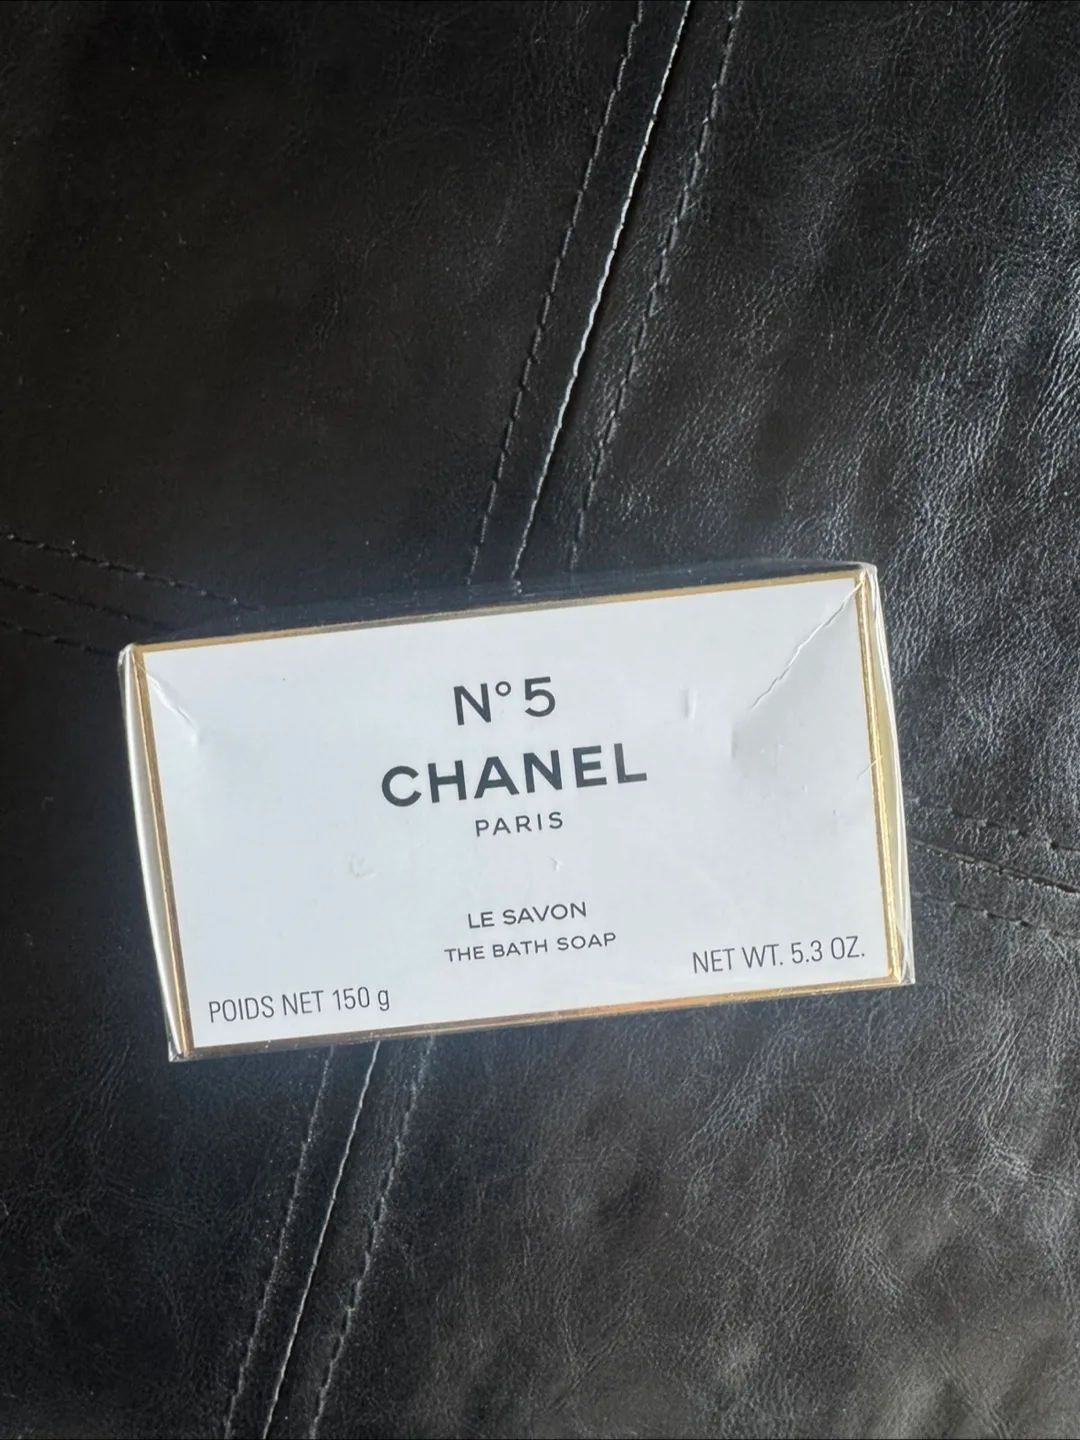 N° 5
CHANEL
PARIS
LE SAVON
THE BATH SOAP
POIDS NET 150 g
NET WT. 5.3 OZ.